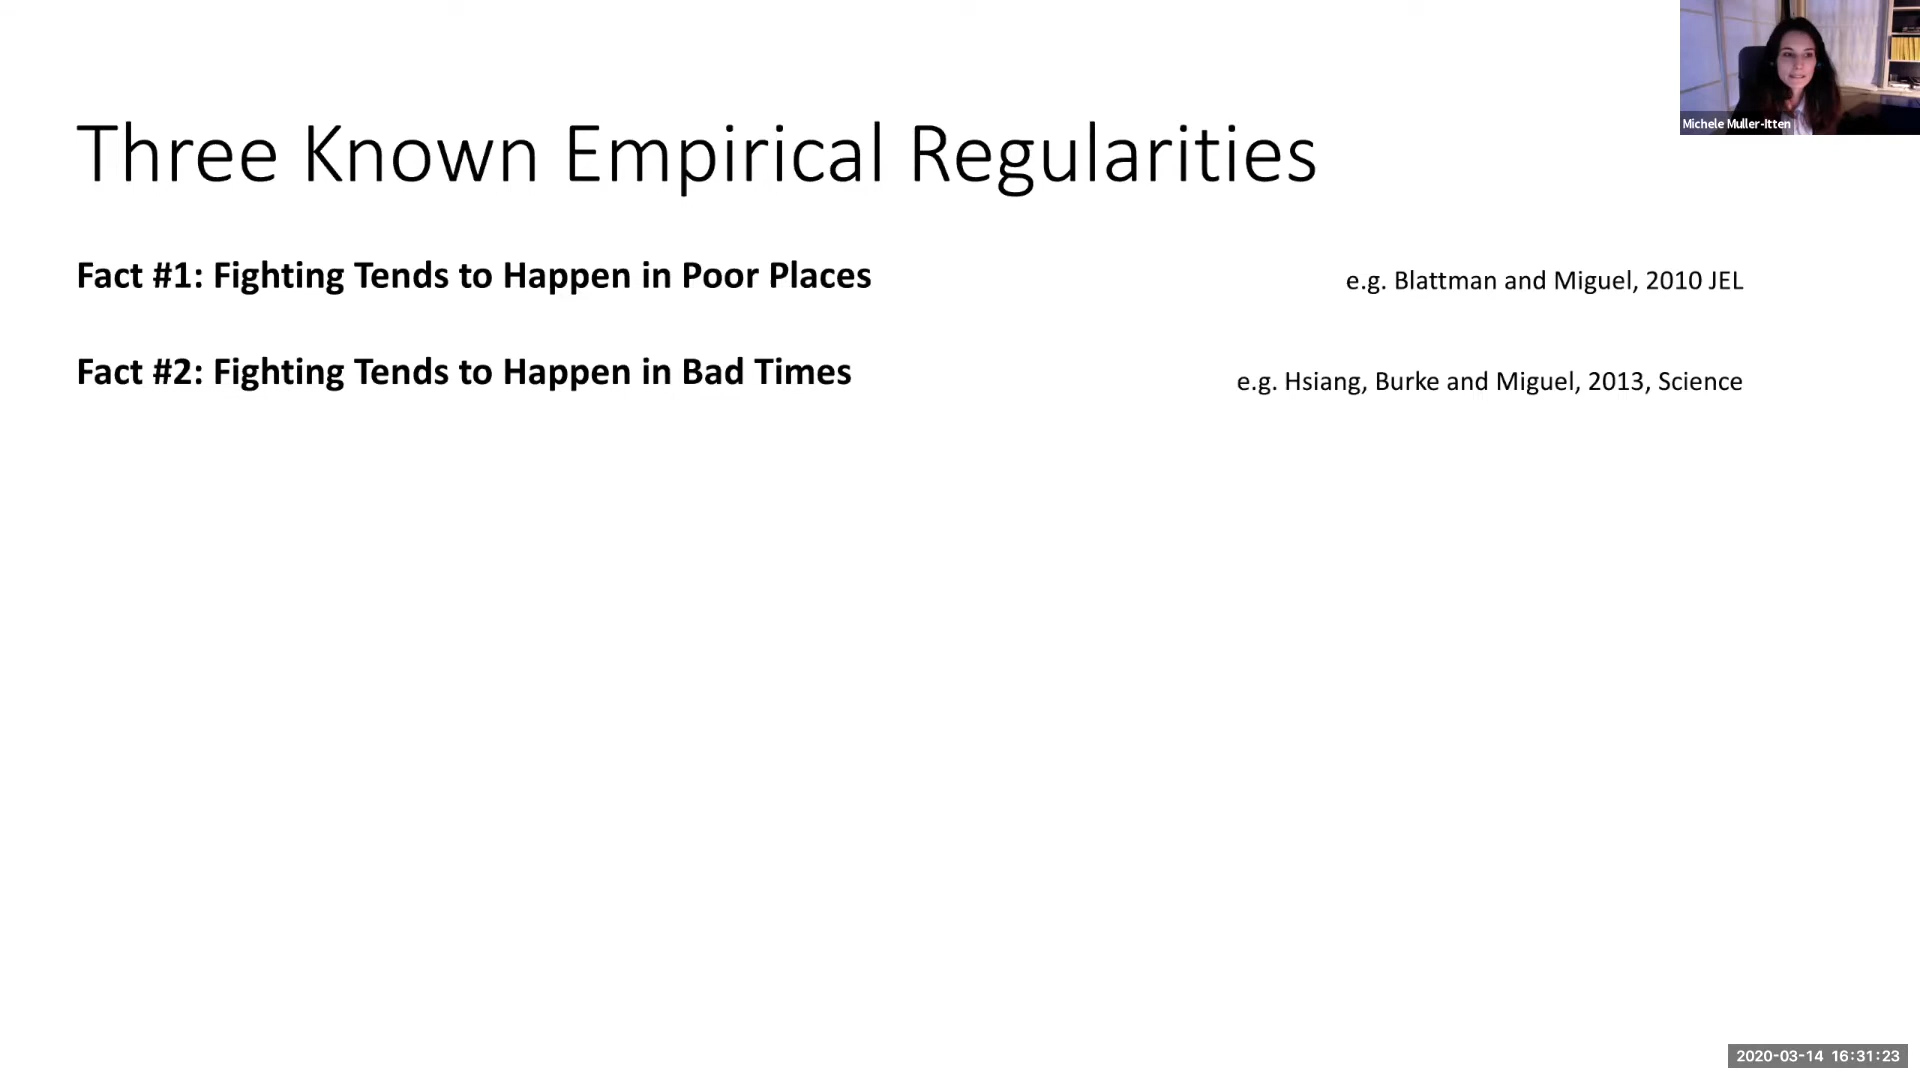 Michele Muller-Itten
Three Known Empirical Regularities
Fact #1: Fighting Tends to Happen in Poor Places
e.g. Blattman and Miguel, 2010 JEL
Fact #2: Fighting Tends to Happen in Bad Times
e.g. Hsiang, Burke and Miguel, 2013, Science
2020-03-14 16:31:23